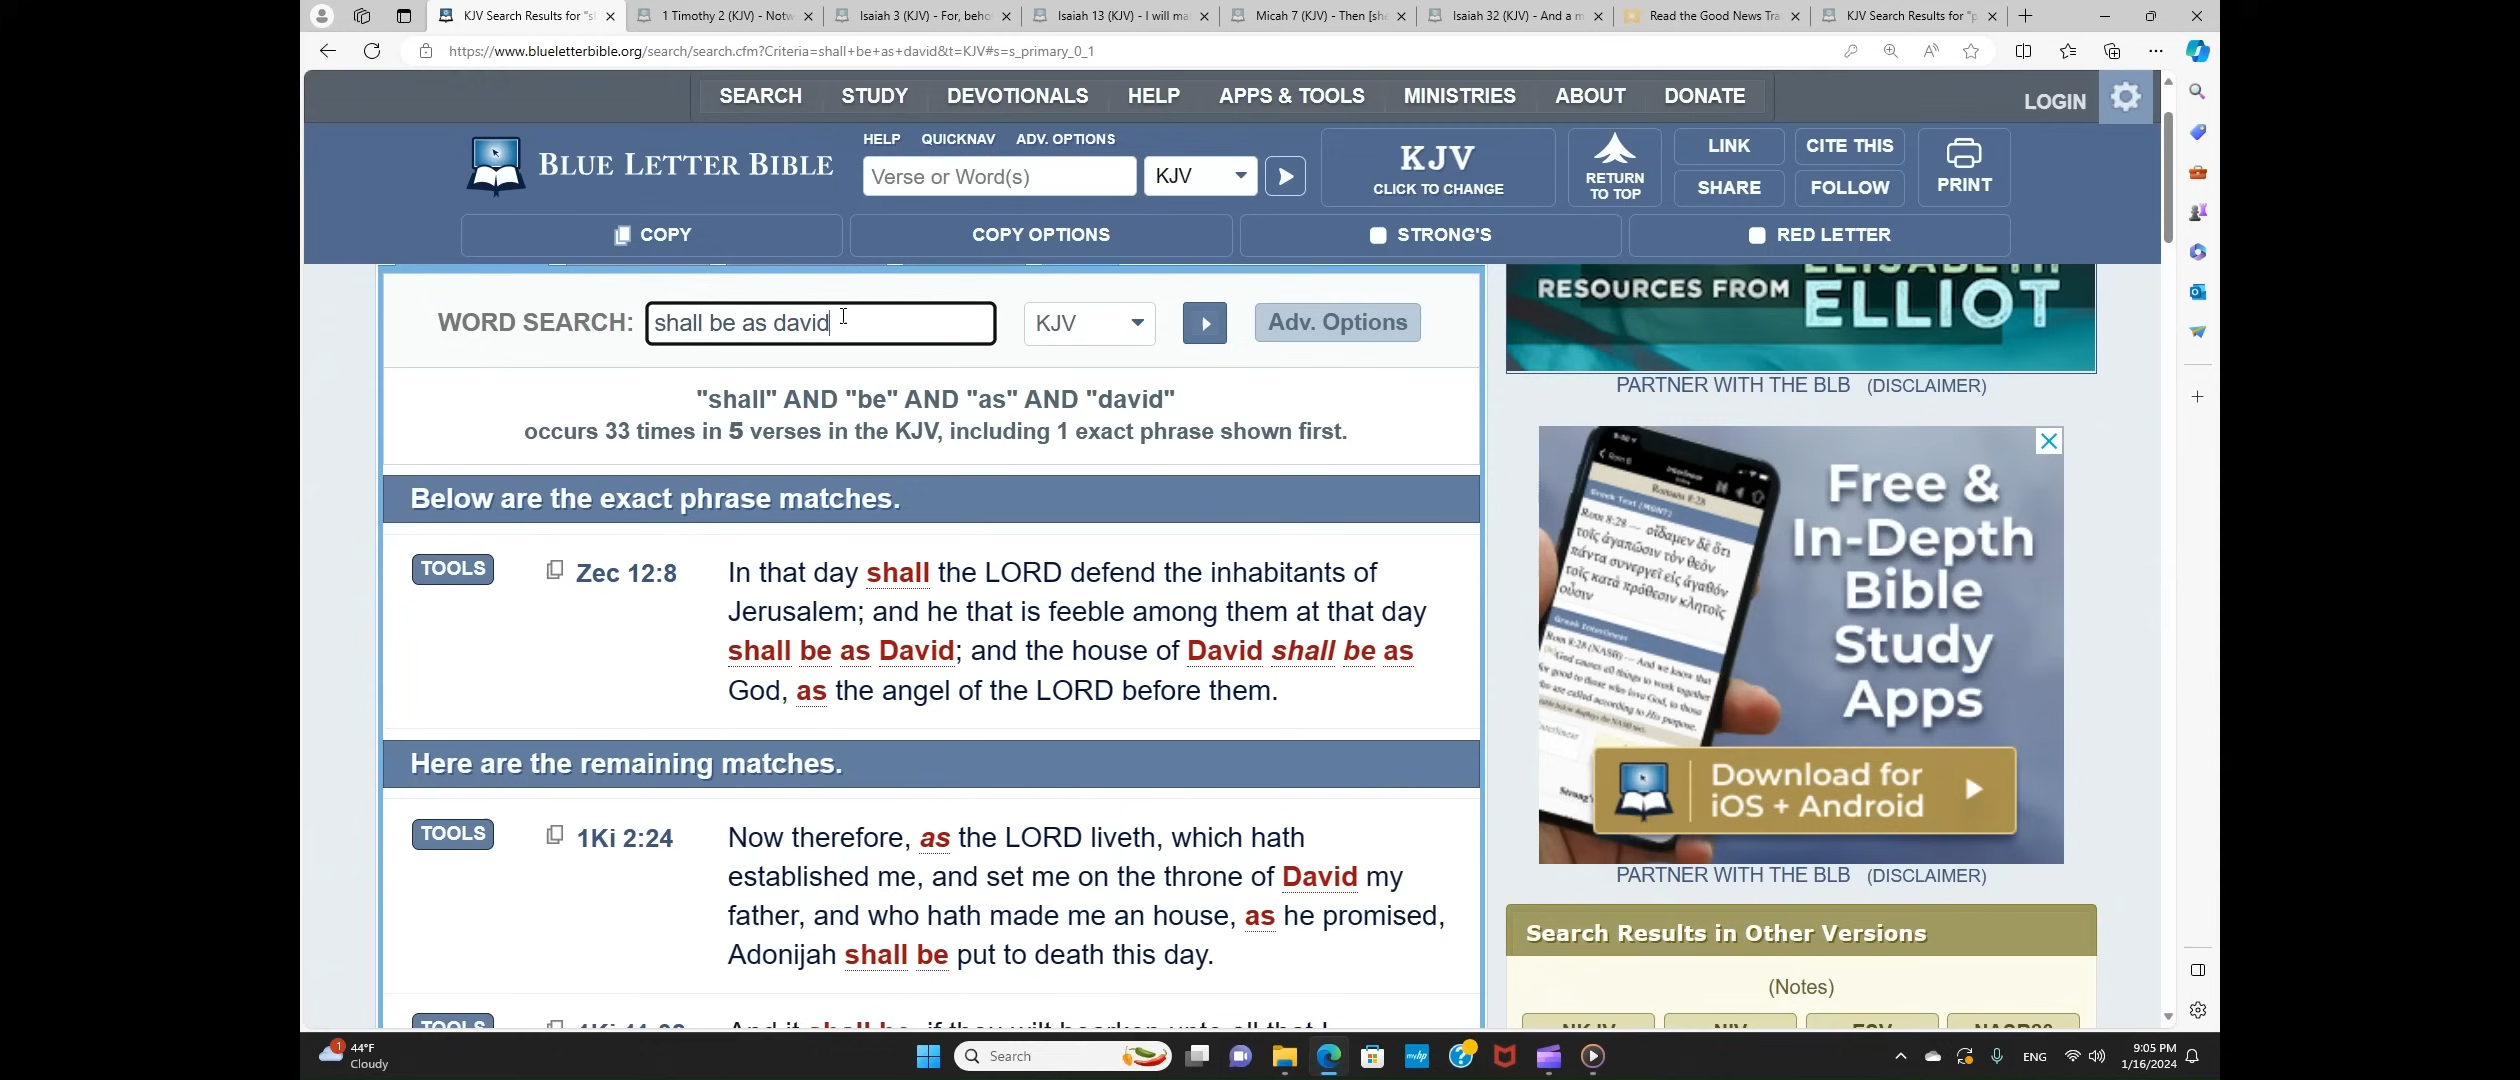 KJV Search Results for "s
1 Timothy 2 (KJV) - Notw
Isaiah 3 (KJV) - For, beho
Isaiah 13 (KJV) - I will ma
Micah 7 (KJV) - Then [sha
Isaiah 32 (KJV) - And a m
Read the Good News Tra
KJV Search Results for "p
https://www.blueletterbible.org/search/search.cfm?Criteria=shall+be+as+david&t=KJV#s=s_primary_0_1
SEARCH STUDY DEVOTIONALS HELP APPS & TOOLS MINISTRIES ABOUT DONATE
LOGIN
BLUE LETTER BIBLE
HELP QUICKNAV ADV. OPTIONS
Verse or Word(s) KJV
KJV
CLICK TO CHANGE
RETURN
TO TOP
LINK CITE THIS
SHARE FOLLOW
PRINT
COPY COPY OPTIONS STRONG'S RED LETTER
WORD SEARCH: shall be as david KJV Adv. Options
"shall" AND "be" AND "as" AND "david"
occurs 33 times in 5 verses in the KJV, including 1 exact phrase shown first.
Below are the exact phrase matches.
TOOLS Zec 12:8 In that day shall the LORD defend the inhabitants of
Jerusalem; and he that is feeble among them at that day
shall be as David; and the house of David shall be as
God, as the angel of the LORD before them.
Here are the remaining matches.
TOOLS 1Ki 2:24 Now therefore, as the LORD liveth, which hath
established me, and set me on the throne of David my
father, and who hath made me an house, as he promised,
Adonijah shall be put to death this day.
RESOURCES FROM ELLIOT
PARTNER WITH THE BLB (DISCLAIMER)
Free &
In-Depth
Bible
Study
Apps
Download for
iOS + Android
PARTNER WITH THE BLB (DISCLAIMER)
Search Results in Other Versions
(Notes)
1
44°F
Cloudy
Search
myhp
ENG
9:05 PM
1/16/2024